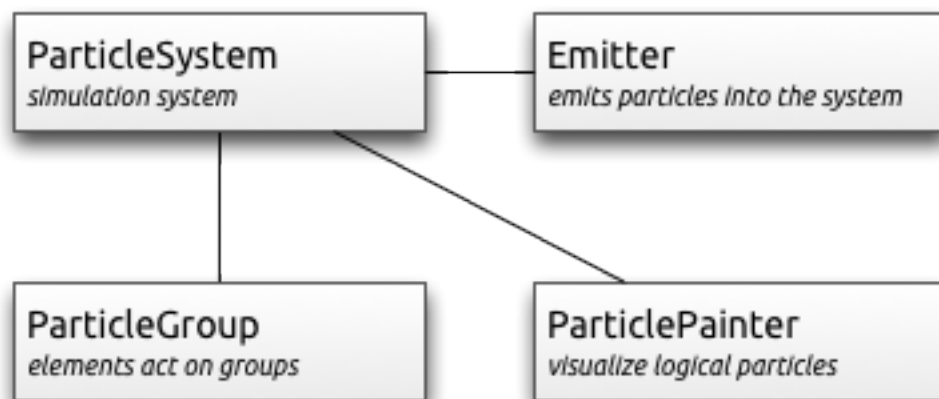 ParticleSystem
simulation system
Emitter
emits particles into the system
ParticleGroup
elements act on groups
ParticlePainter
visualize logical particles